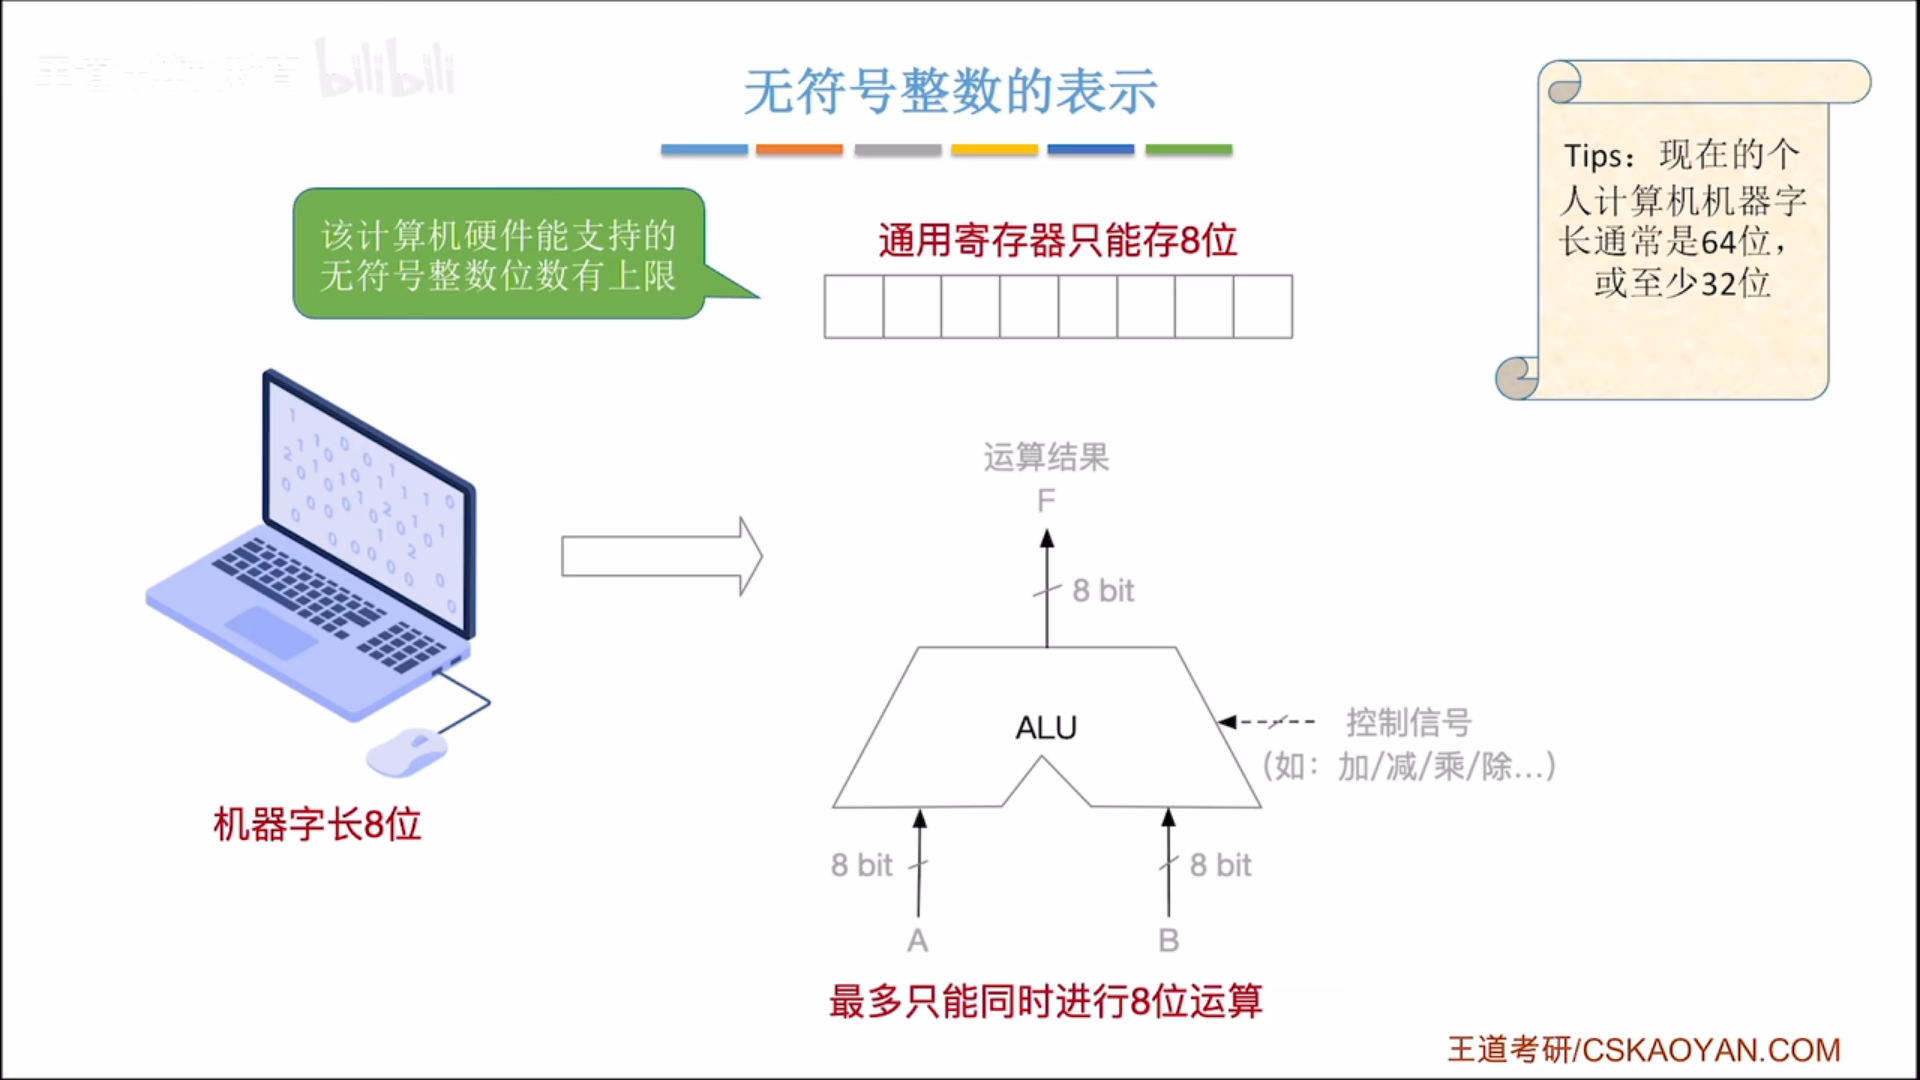 bilibili
无符号整数的表示
该计算机硬件能支持的
无符号整数位数有上限
通用寄存器只能存8位
Tips：现在的个
人计算机机器字
长通常是64位，
或至少32位
运算结果
F
8 bit
ALU
控制信号
（如：加/减/乘/除...）
机器字长8位
8 bit
8 bit
A
B
最多只能同时进行8位运算
王道考研/CSKAOYAN.COM